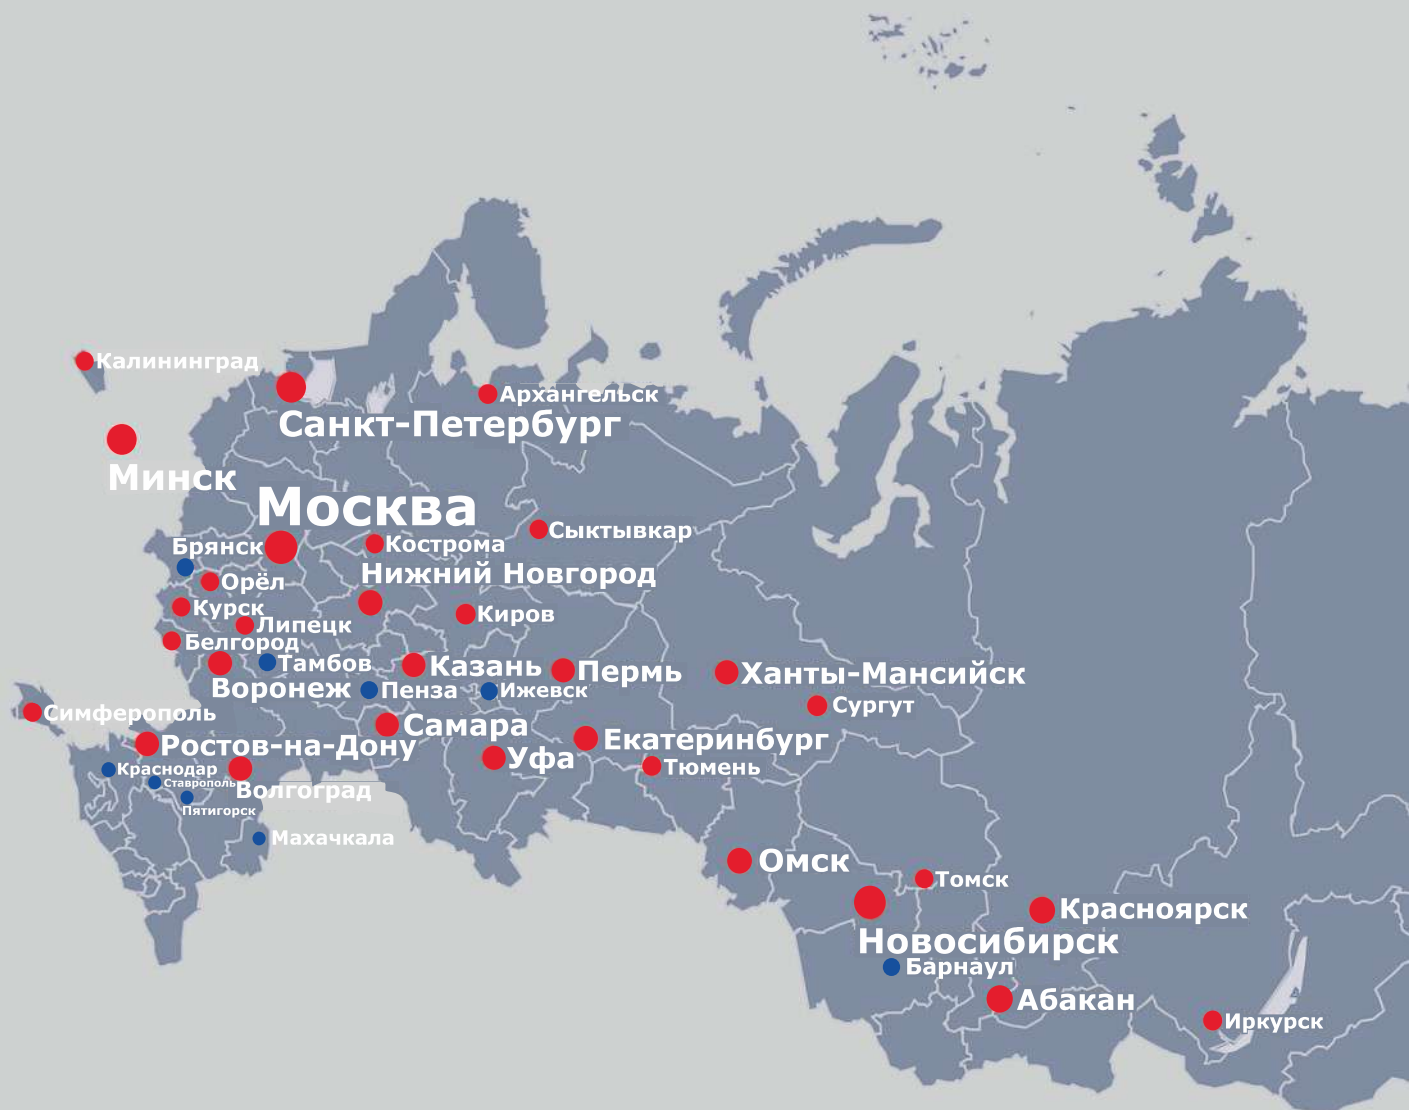 Калининград
Архангельск
Санкт-Петербург
Минск
Москва
Сыктывкар
Брянск
Кострома
Нижний Новгород
Орёл
Курск
Киров
Липецк
Белгород
Тамбов
Казань
Пермь
Ханты-Мансийск
Воронеж
Пенза
Ижевск
Сургут
Симферополь
Самара
Ростов-на-Дону
Екатеринбург
Уфа
Краснодар
Тюмень
Ставрополь
Волгоград
Пятигорск
Махачкала
Омск
Томск
Красноярск
Новосибирск
Барнаул
Абакан
Иркурск